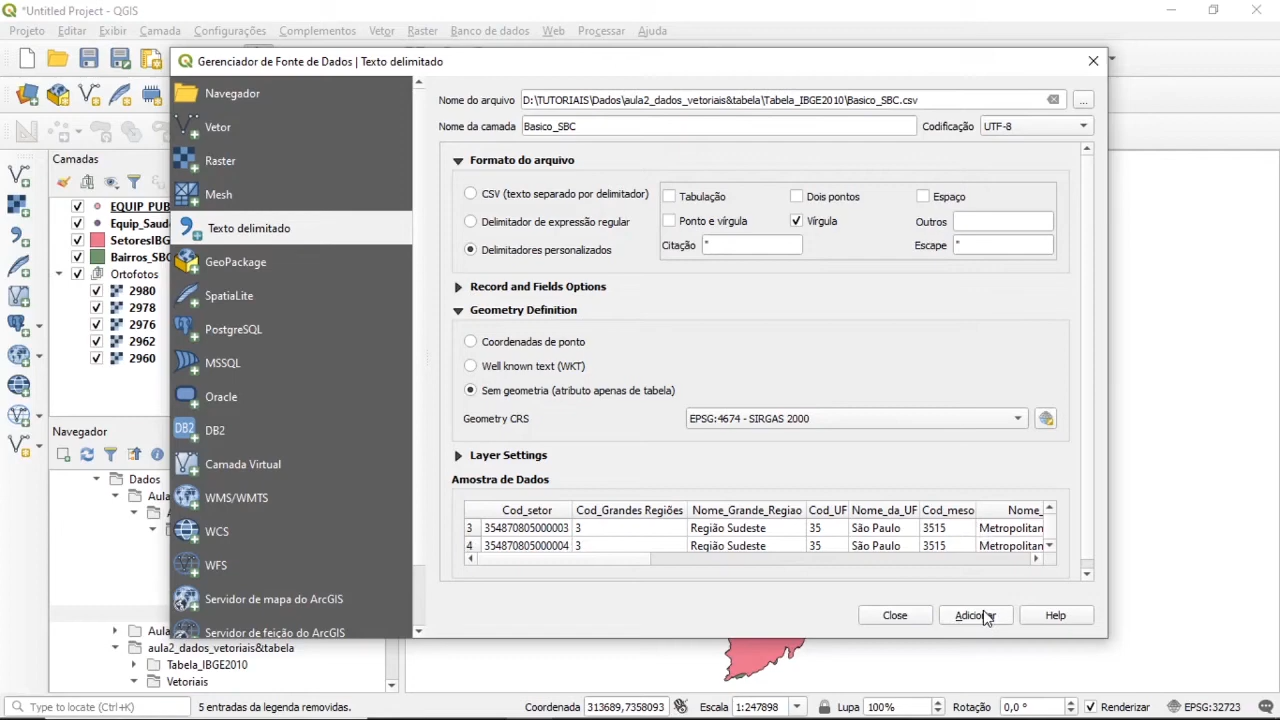 *Untitled Project - QGIS
Projeto Editar Exibir Camada Configurações Complementos Vetor Raster Banco de dados Web Processar Ajuda
Gerenciador de Fonte de Dados | Texto delimitado
Navegador
Vetor
Raster
Mesh
Texto delimitado
GeoPackage
SpatiaLite
PostgreSQL
MSSQL
Oracle
DB2
DB2
Camada Virtual
WMS/WMTS
WCS
WFS
Servidor de mapa do ArcGIS
Servidor de feição do ArcGIS
Nome do arquivo D:\TUTORIAIS\Dados\aula2_dados_vetoriais&tabela\Tabela_IBGE2010\Basico_SBC.csv ...
Nome da camada Basico_SBC Codificação UTF-8
Formato do arquivo
CSV (texto separado por delimitador) Tabulação Dois pontos Espaço
Delimitador de expressão regular Ponto e vírgula Vírgula Outros
Delimitadores personalizados Citação " Escape "
Record and Fields Options
Geometry Definition
Coordenadas de ponto
Well known text (WKT)
Sem geometria (atributo apenas de tabela)
Geometry CRS EPSG:4674 - SIRGAS 2000
Layer Settings
Amostra de Dados
Cod_setor Cod_Grandes Regiões Nome_Grande_Regiao Cod_UF Nome_da_UF Cod_meso Nome_
3 354870805000003 3 Região Sudeste 35 São Paulo 3515 Metropolitan
4 354870805000004 3 Região Sudeste 35 São Paulo 3515 Metropolitan
Close Adicionar Help
Camadas
EQUIP_PUB
Equip_Saud
SetoresIBG
Bairros_SBC
Ortofotos
2980
2978
2976
2962
2960
Navegador
Dados
Aula
A
Aula
aula2_dados_vetoriais&tabela
Tabela_IBGE2010
Vetoriais
Type to locate (Ctrl+K) 5 entradas da legenda removidas. Coordenada 313689,7358093 Escala 1:247898 Lupa 100% Rotação 0,0 ° Renderizar EPSG:32723